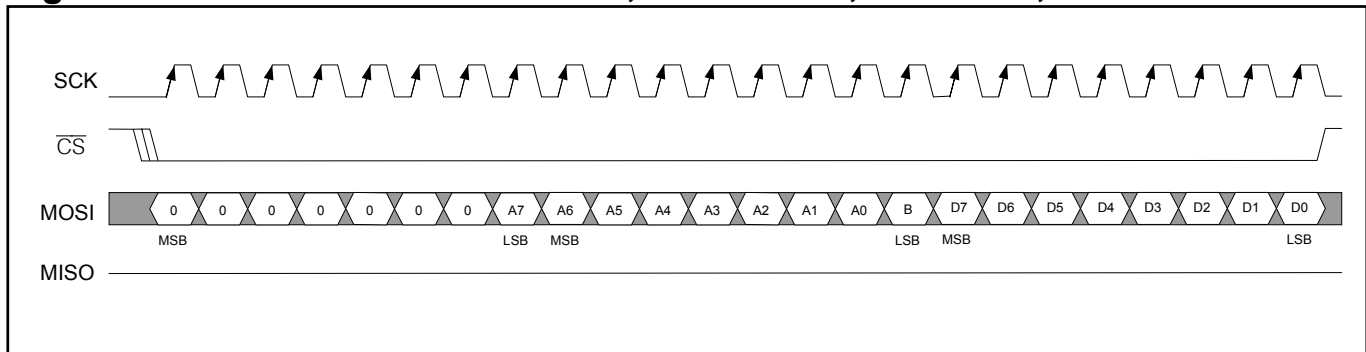 SCK
CS
MOSI 0 0 0 0 0 0 0 A7 A6 A5 A4 A3 A2 A1 A0 B D7 D6 D5 D4 D3 D2 D1 D0
MSB LSB MSB LSB MSB LSB
MISO